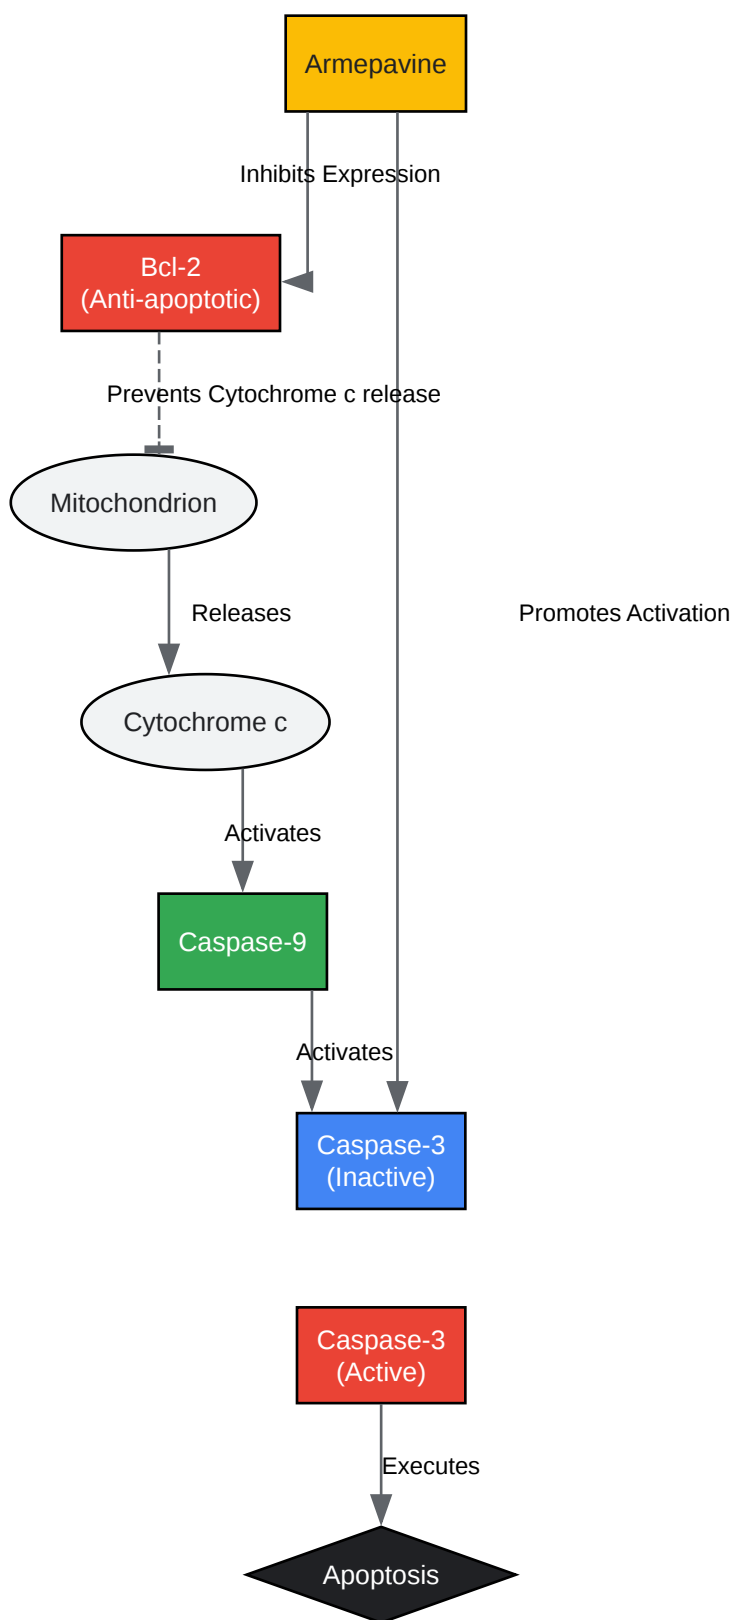 Armepavine
Inhibits Expression
Bcl-2
(Anti-apoptotic)
Prevents Cytochrome c release
Mitochondrion
Releases
Promotes Activation
Cytochrome c
Activates
Caspase-9
Activates
Caspase-3
(Inactive)
Caspase-3
(Active)
Executes
Apoptosis